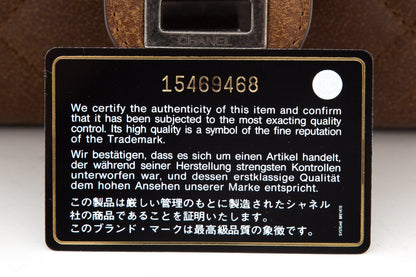 CHANEL
15469468
We certify the authenticity of this item and confirm
that it has been subjected to the most exacting quality
control. Its high quality is a symbol of the fine reputation
of the Trademark.
Wir bestätigen, dass es sich um einen Artikel handelt,
der während seiner Herstellung strengsten Kontrollen
unterworfen war, und dessen erstklassige Qualität
dem hohen Ansehen unserer Marke entspricht.
この製品は厳しい管理のもとに製造されたシャネル
社の商品であることを証明いたします。
このブランド・マークは最高級品質の象徴です。